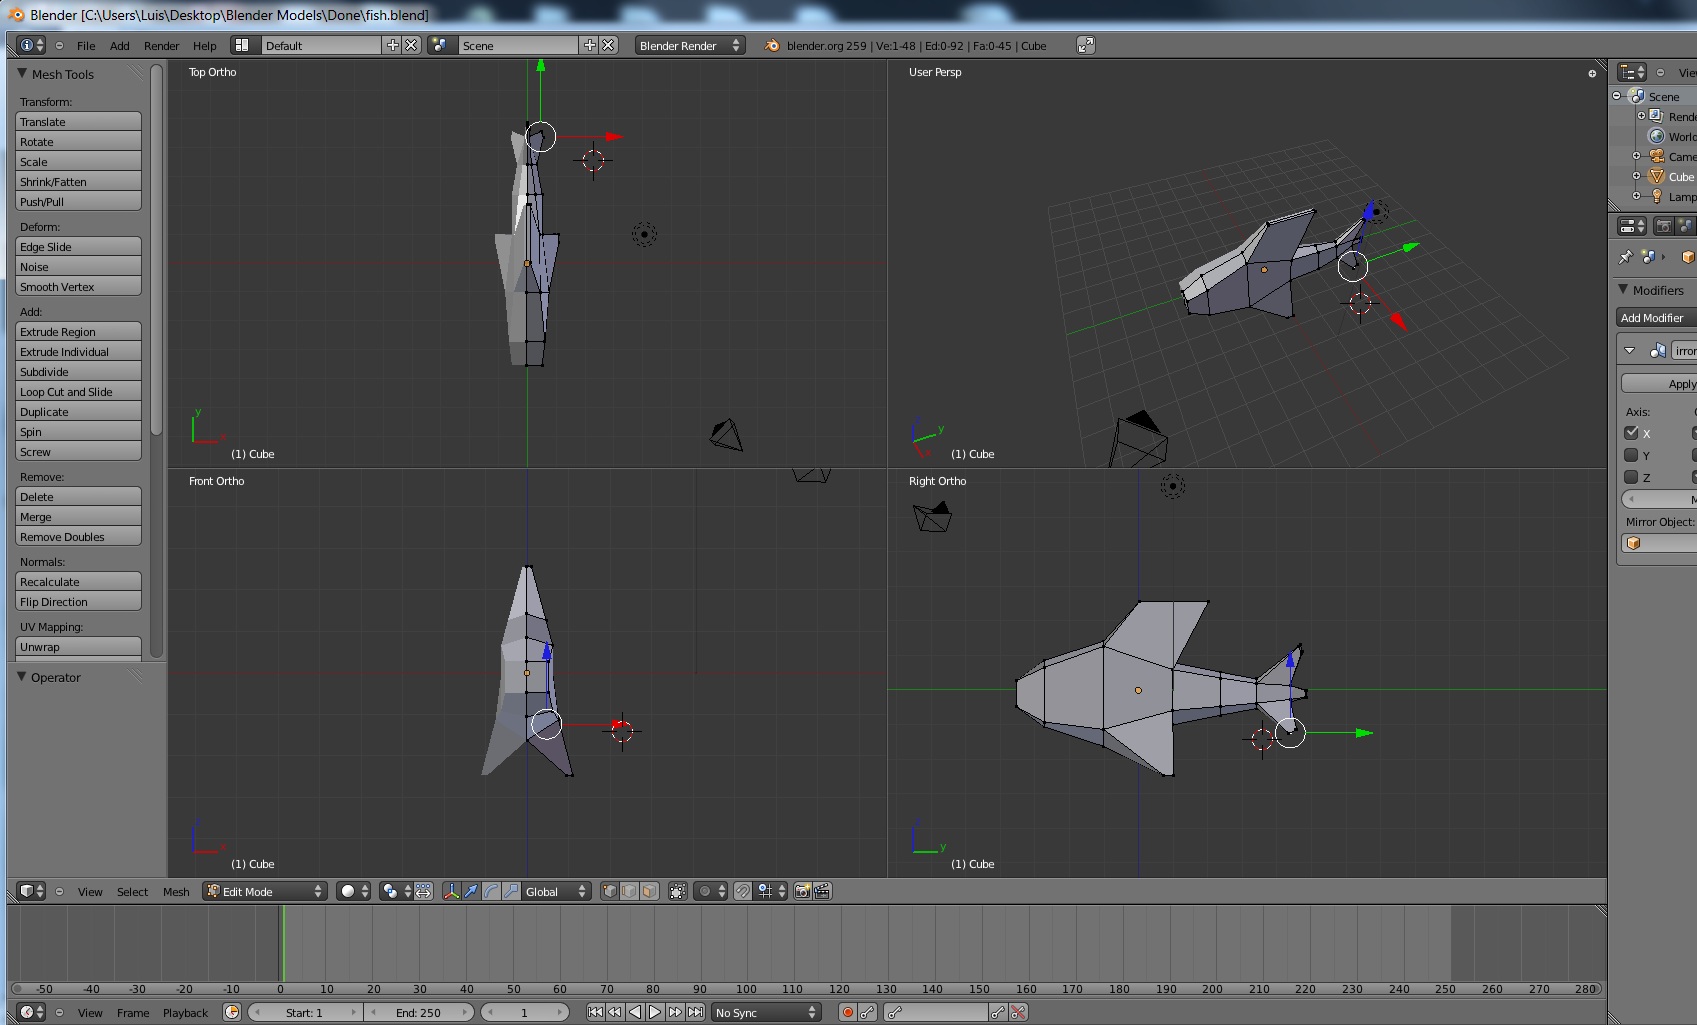 Blender [C:\Users\Luis\Desktop\Blender Models\Done\fish.blend]
File Add Render Help Default Scene Blender Render blender.org 259 | Ve:1-48 | Ed:0-92 | Fa:0-45 | Cube
Mesh Tools
Transform:
Translate
Rotate
Scale
Shrink/Fatten
Push/Pull
Deform:
Edge Slide
Noise
Smooth Vertex
Add:
Extrude Region
Extrude Individual
Subdivide
Loop Cut and Slide
Duplicate
Spin
Screw
Remove:
Delete
Merge
Remove Doubles
Normals:
Recalculate
Flip Direction
UV Mapping:
Unwrap
Operator
Top Ortho
y
x
(1) Cube
User Persp
y
(1) Cube
Front Ortho
z
x
(1) Cube
Right Ortho
z
y
(1) Cube
Vie
Scene
Rende
World
Came
Cube
Lamp
Modifiers
Add Modifier
irror
Apply
Axis:
X
Y
Z
M
Mirror Object:
View Select Mesh Edit Mode Global
-50 -40 -30 -20 -10 0 10 20 30 40 50 60 70 80 90 100 110 120 130 140 150 160 170 180 190 200 210 220 230 240 250 260 270 280
View Frame Playback Start: 1 End: 250 1 No Sync